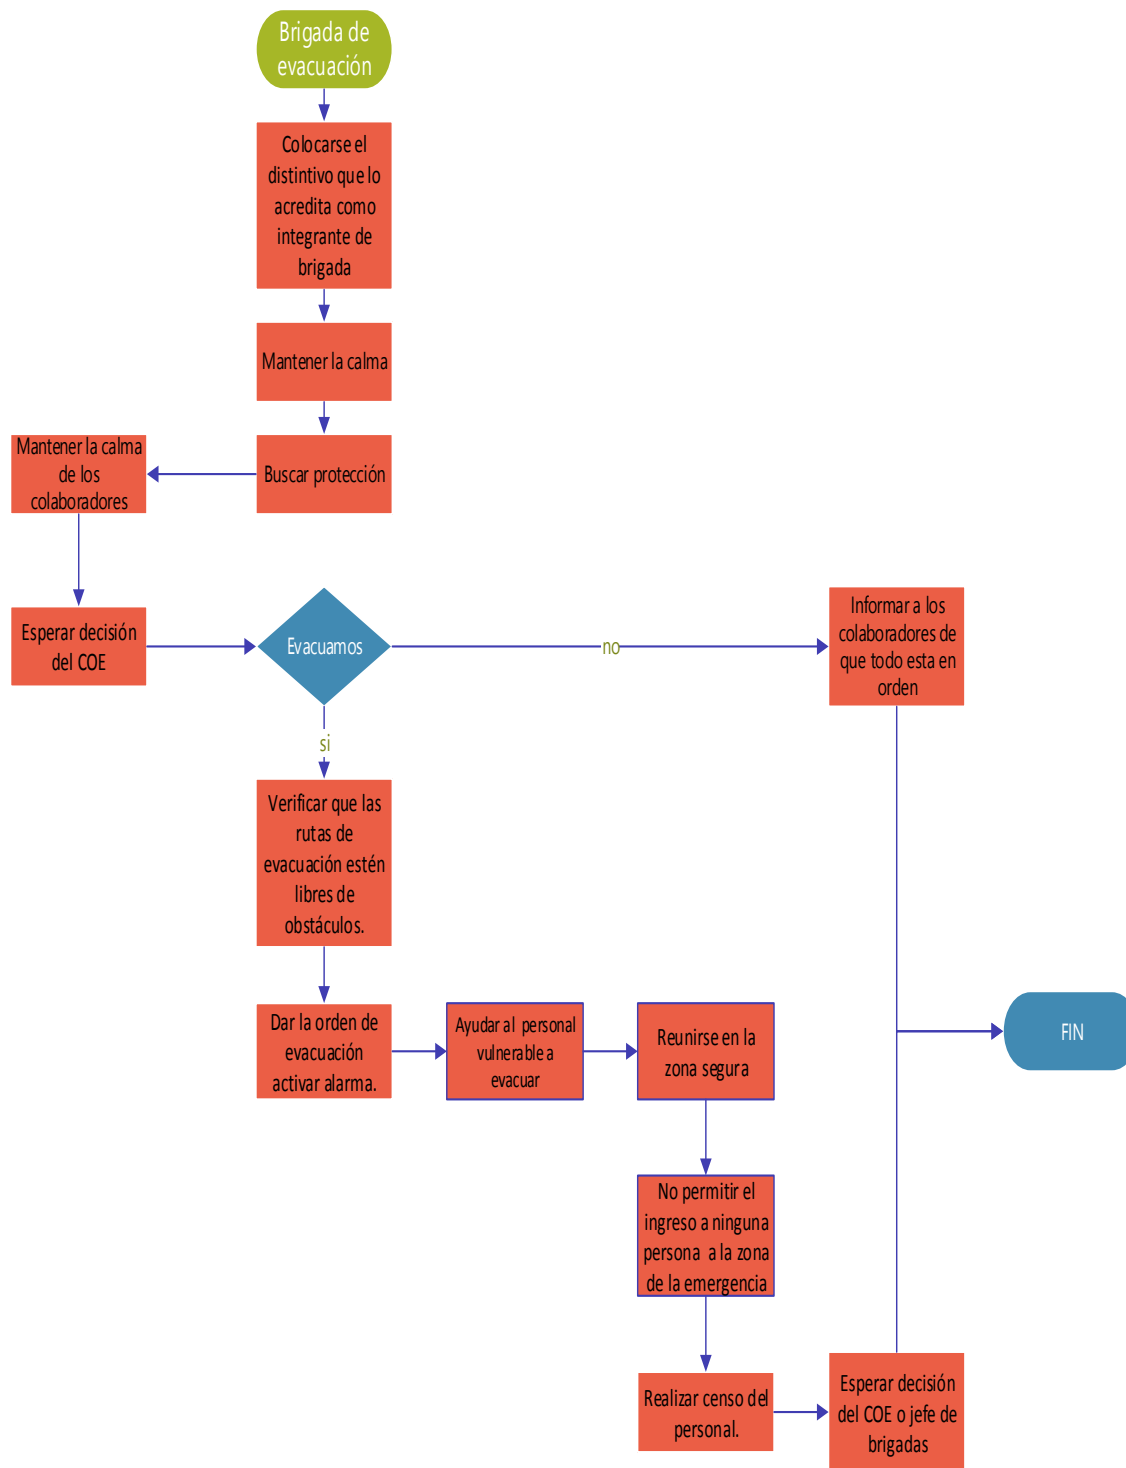 Brigada de
evacuación
Colocarse el
distintivo que lo
acredita como
integrante de
brigada
Mantener la calma
Buscar protección
Mantener la calma
de los
colaboradores
Esperar decisión
del COE
Evacuamos
no
Informar a los
colaboradores de
que todo esta en
orden
si
Verificar que las
rutas de
evacuación estén
libres de
obstáculos.
Dar la orden de
evacuación
activar alarma.
Ayudar al personal
vulnerable a
evacuar
Reunirse en la
zona segura
FIN
No permitir el
ingreso a ninguna
persona a la zona
de la emergencia
Realizar censo del
personal.
Esperar decisión
del COE o jefe de
brigadas